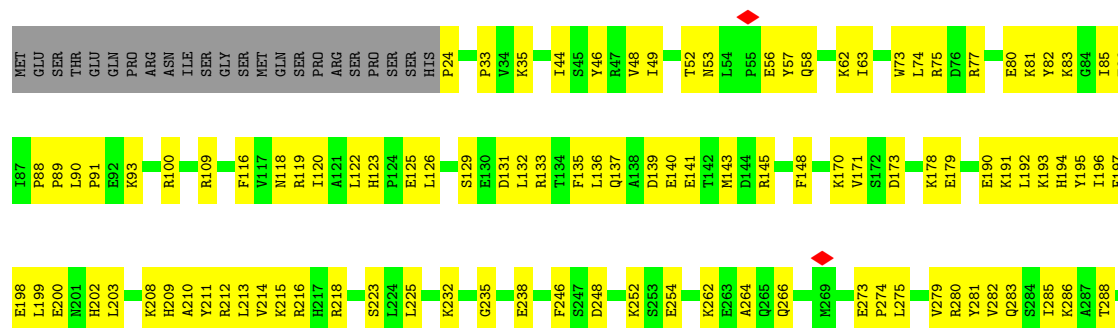 MET GLU SER THR GLU GLN PRO ARG ASN ILE SER GLY SER MET GLN SER PRO ARG SER PRO SER SER HIS P24 P33 V34 K35 I44 S45 Y46 R47 V48 I49 T52 N53 L54 P55 E56 Y57 Q58 K62 I63 W73 L74 R75 D76 R77 E80 K81 Y82 K83 G84 I85
I87 P88 P89 L90 P91 E92 K93 R100 R109 F116 V117 N118 R119 I120 A121 L122 H123 P124 E125 L126 S129 E130 D131 L132 R133 T134 F135 L136 Q137 A138 D139 E140 E141 T142 M143 D144 R145 F148 K170 V171 S172 D173 K178 E179 E190 K191 L192 K193 H194 Y195 I196
E198 L199 E200 N201 H202 L203 K208 H209 A210 Y211 R212 L213 V214 K215 R216 H217 R218 S223 L224 L225 K232 G235 E238 F246 S247 D248 K252 S253 E254 K262 E263 A264 Q265 Q266 M269 E273 P274 L275 V279 R280 Y281 V282 Q283 S284 I285 K286 A287 T288